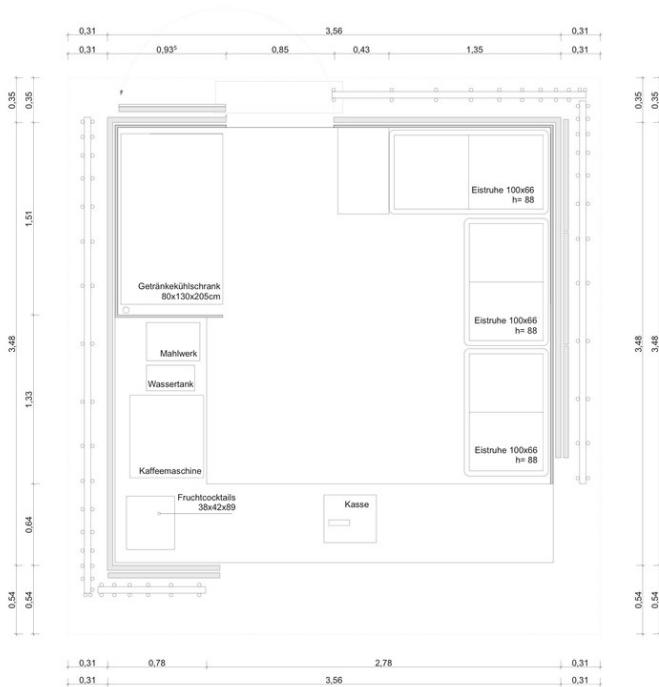 0,31 3,56 0,31
0,31 0,93⁵ 0,85 0,43 1,35 0,31
0,35 0,35 0,35 0,35
Eistruhe 100x66
h= 88
1,51
Getränkekühlschrank
80x130x205cm
Eistruhe 100x66
h= 88
Mahlwerk
3,48 3,48 3,48
Wassertank
1,33
Eistruhe 100x66
h= 88
Kaffeemaschine
Fruchtcocktails
38x42x89
Kasse
0,64
0,54 0,54 0,54 0,54
0,31 0,78 2,78 0,31
0,31 3,56 0,31